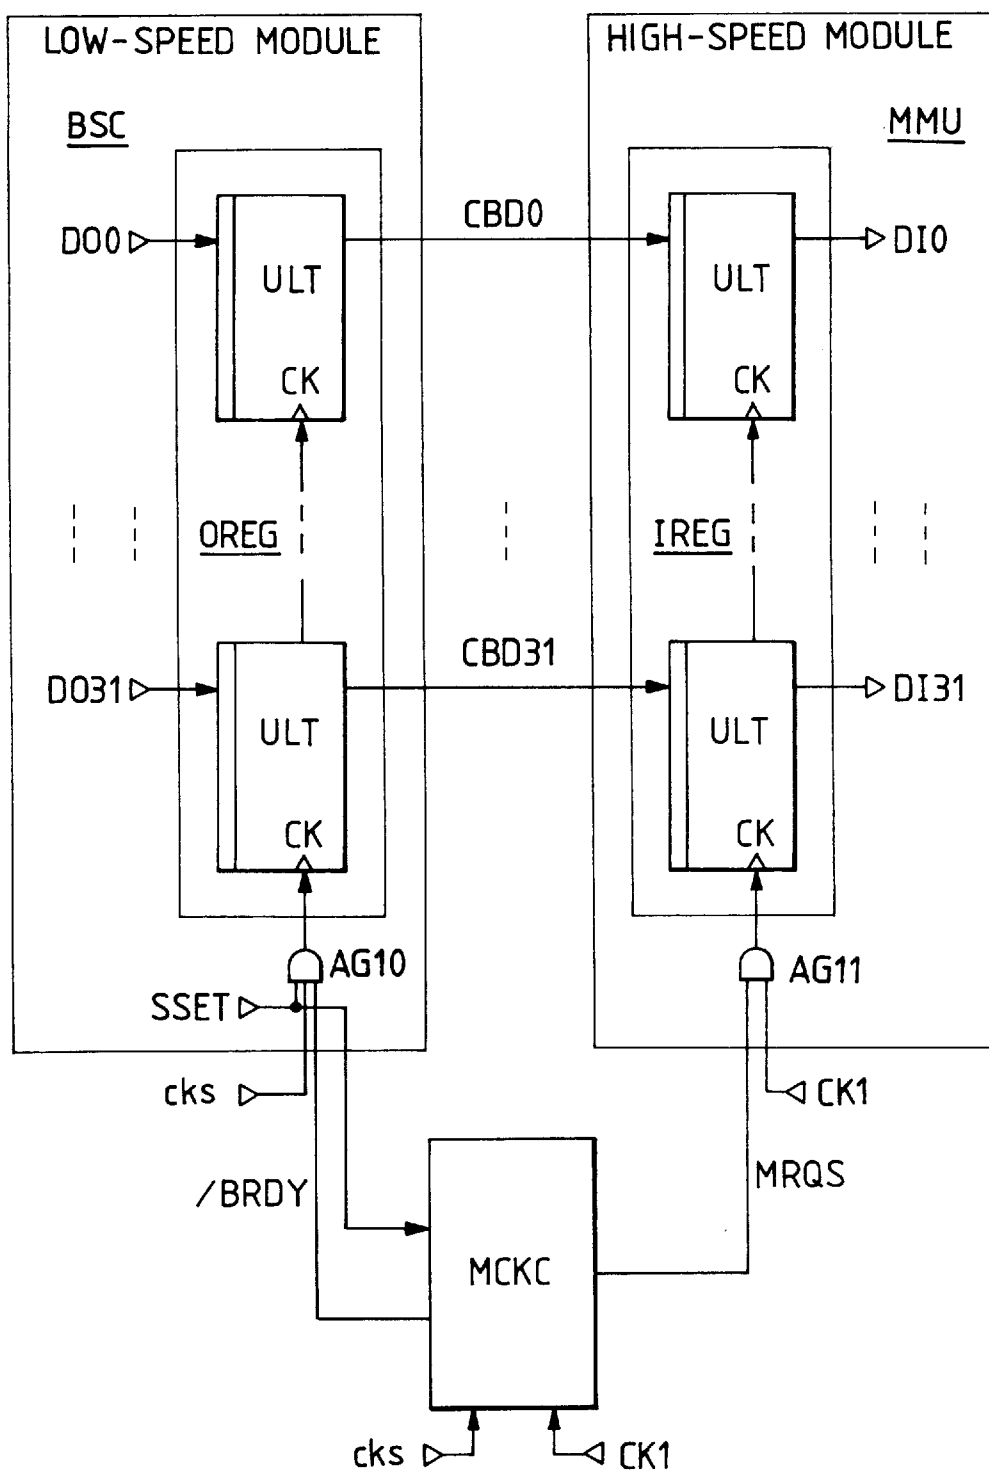 LOW-SPEED MODULE
HIGH-SPEED MODULE
BSC
MMU
DO0
ULT
CK
CBD0
ULT
CK
DI0
OREG
IREG
DO31
ULT
CK
CBD31
ULT
CK
DI31
AG10
AG11
SSET
cks
CK1
/BRDY
MRQS
MCKC
cks
CK1